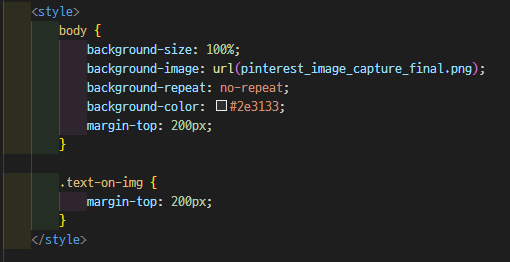 <style>
body {
background-size: 100%;
background-image: url(pinterest_image_capture_final.png);
background-repeat: no-repeat;
background-color: #2e3133;
margin-top: 200px;
}
.text-on-img {
margin-top: 200px;
}
</style>